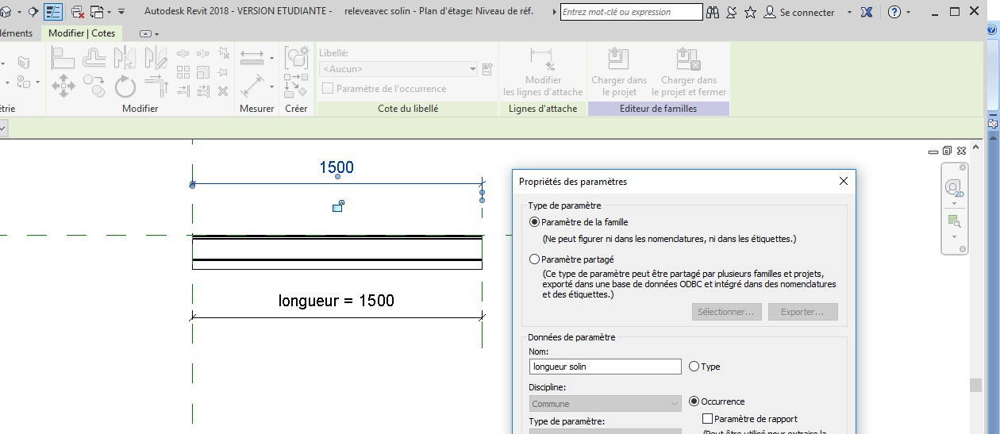 Autodesk Revit 2018 - VERSION ETUDIANTE - releveavec solin - Plan d'étage: Niveau de réf.
Entrez mot-clé ou expression
Se connecter
léments
Modifier | Cotes
Libellé:
<Aucun>
Paramètre de l'occurrence
Modifier
les lignes d'attache
Charger dans
le projet
Charger dans
le projet et fermer
étrie
Modifier
Mesurer
Créer
Cote du libellé
Lignes d'attache
Editeur de familles
1500
longueur = 1500
2D
Propriétés des paramètres
Type de paramètre
Paramètre de la famille
(Ne peut figurer ni dans les nomenclatures, ni dans les étiquettes.)
Paramètre partagé
(Ce type de paramètre peut être partagé par plusieurs familles et projets,
exporté dans une base de données ODBC et intégré dans des nomenclatures
et des étiquettes.)
Sélectionner...
Exporter...
Données de paramètre
Nom:
longueur solin
Type
Discipline:
Commune
Occurrence
Paramètre de rapport
Type de paramètre:
(Peut être utilisé pour extraire la